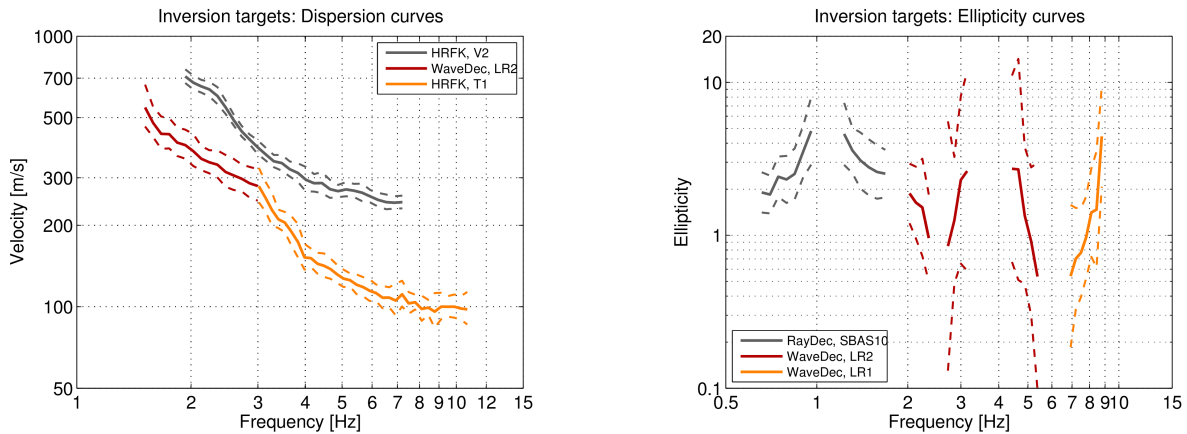 Inversion targets: Dispersion curves
1000
700
500
300
200
100
50
Velocity [m/s]
HRFK, V2
WaveDec, LR2
HRFK, T1
1 2 3 4 5 6 7 8 9 10 12 15
Frequency [Hz]
Inversion targets: Ellipticity curves
20
10
1
0.1
Ellipticity
RayDec, SBAS10
WaveDec, LR2
WaveDec, LR1
0.5 1 2 3 4 5 6 7 8 9 10 15
Frequency [Hz]